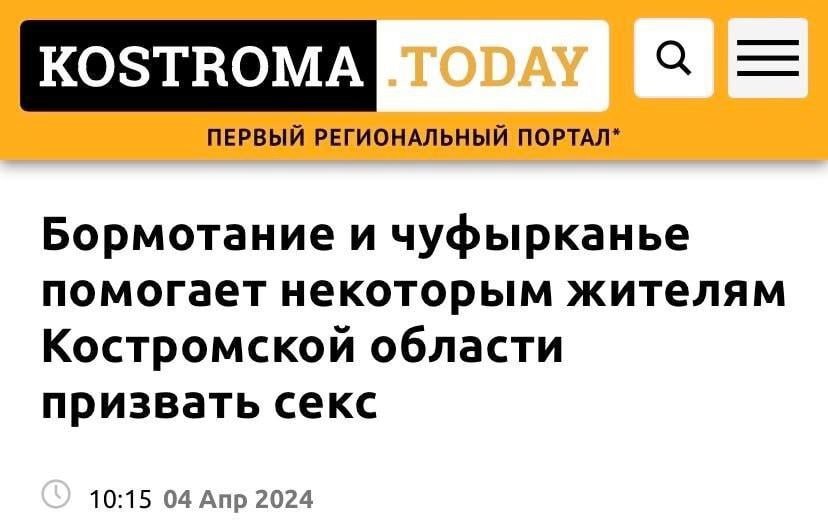 KOSTROMA.TODAY
ПЕРВЫЙ РЕГИОНАЛЬНЫЙ ПОРТАЛ*
Бормотание и чуфырканье
помогает некоторым жителям
Костромской области
призвать секс
10:15 04 Апр 2024